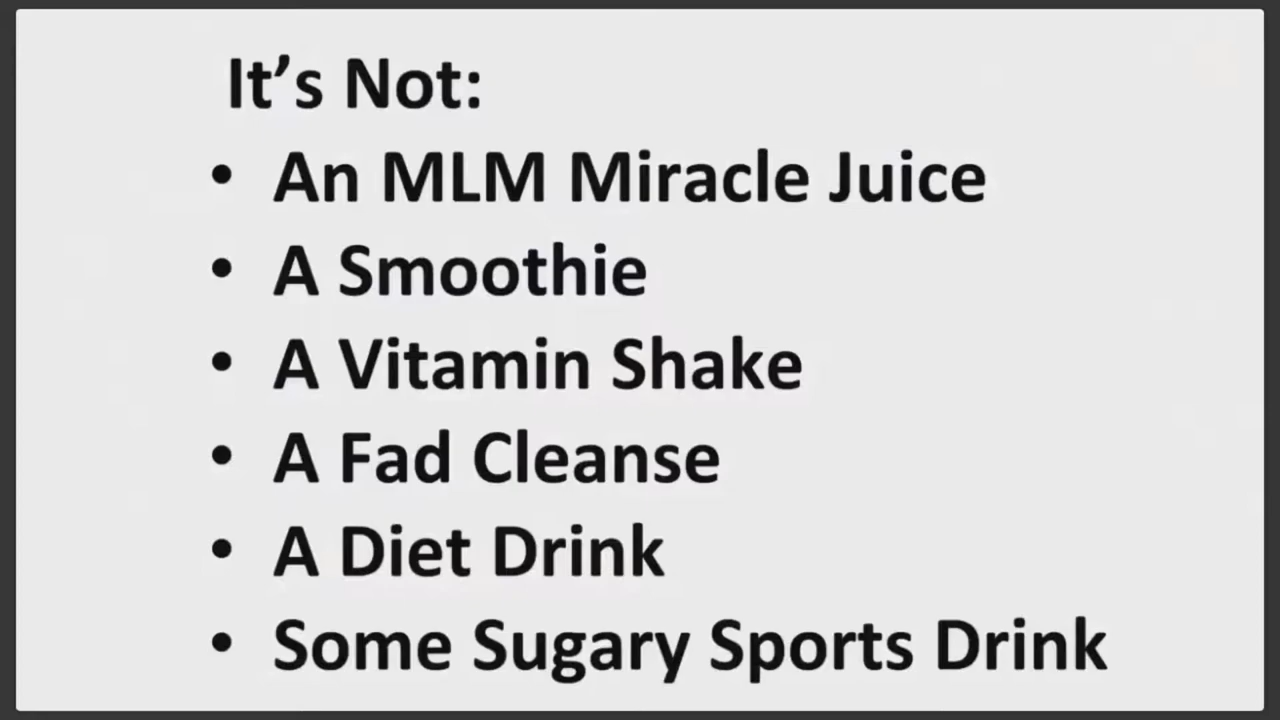 It’s Not:
• An MLM Miracle Juice
• A Smoothie
• A Vitamin Shake
• A Fad Cleanse
• A Diet Drink
• Some Sugary Sports Drink